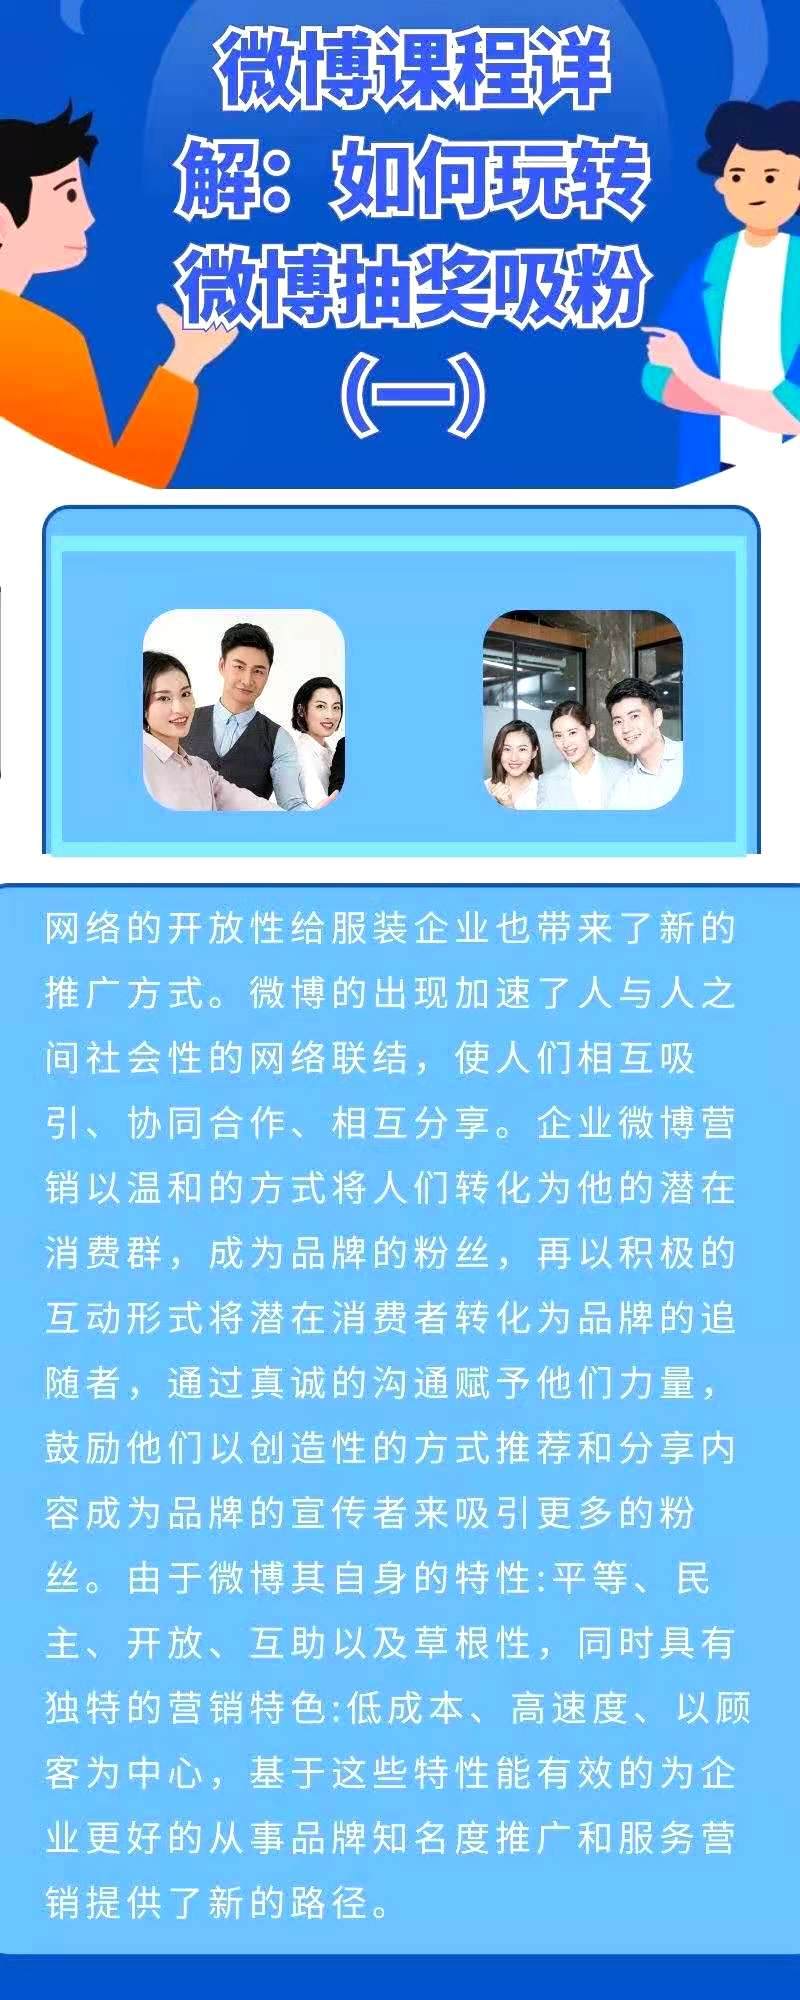 微博课程详
解：如何玩转
微博抽奖吸粉
（一）
网络的开放性给服装企业也带来了新的
推广方式。微博的出现加速了人与人之
间社会性的网络联结，使人们相互吸
引、协同合作、相互分享。企业微博营
销以温和的方式将人们转化为他的潜在
消费群，成为品牌的粉丝，再以积极的
互动形式将潜在消费者转化为品牌的追
随者，通过真诚的沟通赋予他们力量，
鼓励他们以创造性的方式推荐和分享内
容成为品牌的宣传者来吸引更多的粉
丝。由于微博其自身的特性:平等、民
主、开放、互助以及草根性，同时具有
独特的营销特色:低成本、高速度、以顾
客为中心，基于这些特性能有效的为企
业更好的从事品牌知名度推广和服务营
销提供了新的路径。